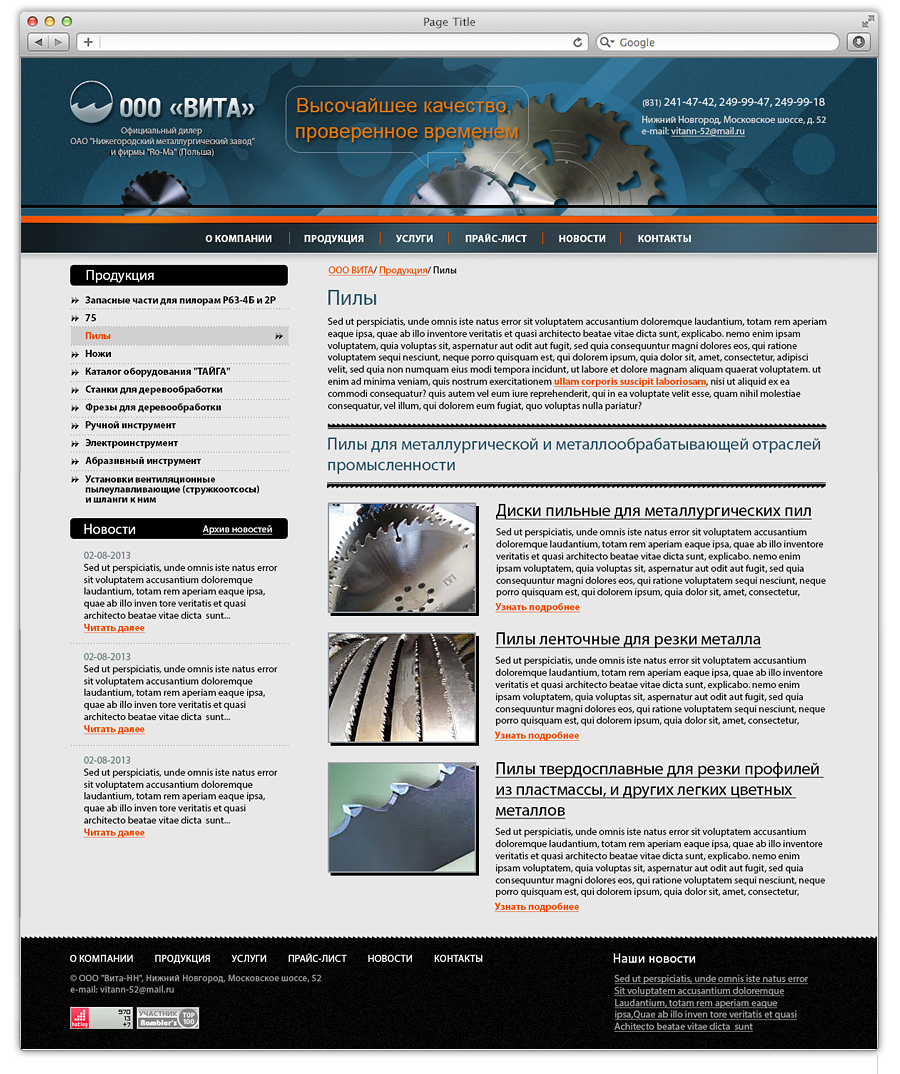 Page Title
Google
ООО «ВИТА»
Официальный дилер
ОАО "Нижегородский металлургический завод"
и фирмы "Ro-Ma" (Польша)
Высочайшее качество,
проверенное временем
(831) 241-47-42, 249-99-47, 249-99-18
Нижний Новгород, Московское шоссе, д. 52
e-mail: vitann-52@mail.ru
О КОМПАНИИ ПРОДУКЦИЯ УСЛУГИ ПРАЙС-ЛИСТ НОВОСТИ КОНТАКТЫ
Продукция
Запасные части для пилорам Р63-4Б и 2Р
75
Пилы
Ножи
Каталог оборудования "ТАЙГА"
Станки для деревообработки
Фрезы для деревообработки
Ручной инструмент
Электроинструмент
Абразивный инструмент
Установки вентиляционные
пылеулавливающие (стружкоотсосы)
и шланги к ним
Новости Архив новостей
02-08-2013
Sed ut perspiciatis, unde omnis iste natus error
sit voluptatem accusantium doloremque
laudantium, totam rem aperiam eaque ipsa,
quae ab illo inven tore veritatis et quasi
architecto beatae vitae dicta sunt...
Читать далее
02-08-2013
Sed ut perspiciatis, unde omnis iste natus error
sit voluptatem accusantium doloremque
laudantium, totam rem aperiam eaque ipsa,
quae ab illo inven tore veritatis et quasi
architecto beatae vitae dicta sunt...
Читать далее
02-08-2013
Sed ut perspiciatis, unde omnis iste natus error
sit voluptatem accusantium doloremque
laudantium, totam rem aperiam eaque ipsa,
quae ab illo inven tore veritatis et quasi
architecto beatae vitae dicta sunt...
Читать далее
ООО ВИТА/ Продукция/ Пилы
Пилы
Sed ut perspiciatis, unde omnis iste natus error sit voluptatem accusantium doloremque laudantium, totam rem aperiam
eaque ipsa, quae ab illo inventore veritatis et quasi architecto beatae vitae dicta sunt, explicabo. nemo enim ipsam
voluptatem, quia voluptas sit, aspernatur aut odit aut fugit, sed quia consequuntur magni dolores eos, qui ratione
voluptatem sequi nesciunt, neque porro quisquam est, qui dolorem ipsum, quia dolor sit, amet, consectetur, adipisci
velit, sed quia non numquam eius modi tempora incidunt, ut labore et dolore magnam aliquam quaerat voluptatem. ut
enim ad minima veniam, quis nostrum exercitationem ullam corporis suscipit laboriosam, nisi ut aliquid ex ea
commodi consequatur? quis autem vel eum iure reprehenderit, qui in ea voluptate velit esse, quam nihil molestiae
consequatur, vel illum, qui dolorem eum fugiat, quo voluptas nulla pariatur?
Пилы для металлургической и металлообрабатывающей отраслей
промысленности
Диски пильные для металлургических пил
Sed ut perspiciatis, unde omnis iste natus error sit voluptatem accusantium
doloremque laudantium, totam rem aperiam eaque ipsa, quae ab illo inventore
veritatis et quasi architecto beatae vitae dicta sunt, explicabo. nemo enim
ipsam voluptatem, quia voluptas sit, aspernatur aut odit aut fugit, sed quia
consequuntur magni dolores eos, qui ratione voluptatem sequi nesciunt, neque
porro quisquam est, qui dolorem ipsum, quia dolor sit, amet, consectetur,
Узнать подробнее
Пилы ленточные для резки металла
Sed ut perspiciatis, unde omnis iste natus error sit voluptatem accusantium
doloremque laudantium, totam rem aperiam eaque ipsa, quae ab illo inventore
veritatis et quasi architecto beatae vitae dicta sunt, explicabo. nemo enim
ipsam voluptatem, quia voluptas sit, aspernatur aut odit aut fugit, sed quia
consequuntur magni dolores eos, qui ratione voluptatem sequi nesciunt, neque
porro quisquam est, qui dolorem ipsum, quia dolor sit, amet, consectetur,
Узнать подробнее
Пилы твердосплавные для резки профилей
из пластмассы, и других легких цветных
металлов
Sed ut perspiciatis, unde omnis iste natus error sit voluptatem accusantium
doloremque laudantium, totam rem aperiam eaque ipsa, quae ab illo inventore
veritatis et quasi architecto beatae vitae dicta sunt, explicabo. nemo enim
ipsam voluptatem, quia voluptas sit, aspernatur aut odit aut fugit, sed quia
consequuntur magni dolores eos, qui ratione voluptatem sequi nesciunt, neque
porro quisquam est, qui dolorem ipsum, quia dolor sit, amet, consectetur,
Узнать подробнее
О КОМПАНИИ ПРОДУКЦИЯ УСЛУГИ ПРАЙС-ЛИСТ НОВОСТИ КОНТАКТЫ
© ООО "Вита-НН", Нижний Новгород, Московское шоссе, 52
e-mail: vitann-52@mail.ru
hotlog
970
13
+7
УЧАСТНИК
Rambler's
TOP
100
Наши новости
Sed ut perspiciatis, unde omnis iste natus error
Sit voluptatem accusantium doloremque
Laudantium, totam rem aperiam eaque
ipsa,Quae ab illo inven tore veritatis et quasi
Achitecto beatae vitae dicta sunt